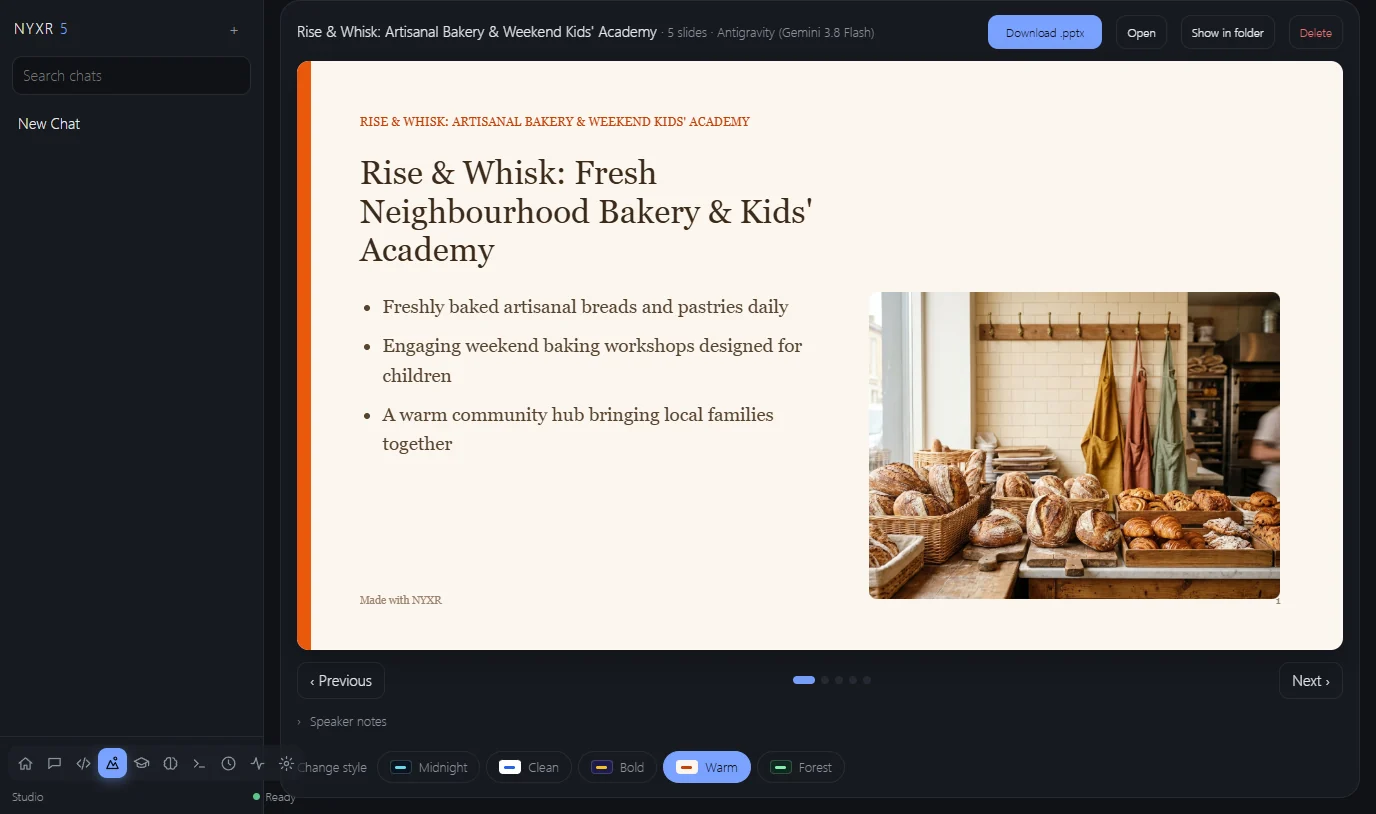 NYXR 5
+
Search chats
New Chat
Studio
Ready
Rise & Whisk: Artisanal Bakery & Weekend Kids' Academy · 5 slides · Antigravity (Gemini 3.8 Flash)
Download .pptx
Open
Show in folder
Delete
RISE & WHISK: ARTISANAL BAKERY & WEEKEND KIDS' ACADEMY
Rise & Whisk: Fresh
Neighbourhood Bakery & Kids'
Academy
• Freshly baked artisanal breads and pastries daily
• Engaging weekend baking workshops designed for
children
• A warm community hub bringing local families
together
Made with NYXR
1
‹ Previous
Next ›
› Speaker notes
Change style
Midnight
Clean
Bold
Warm
Forest